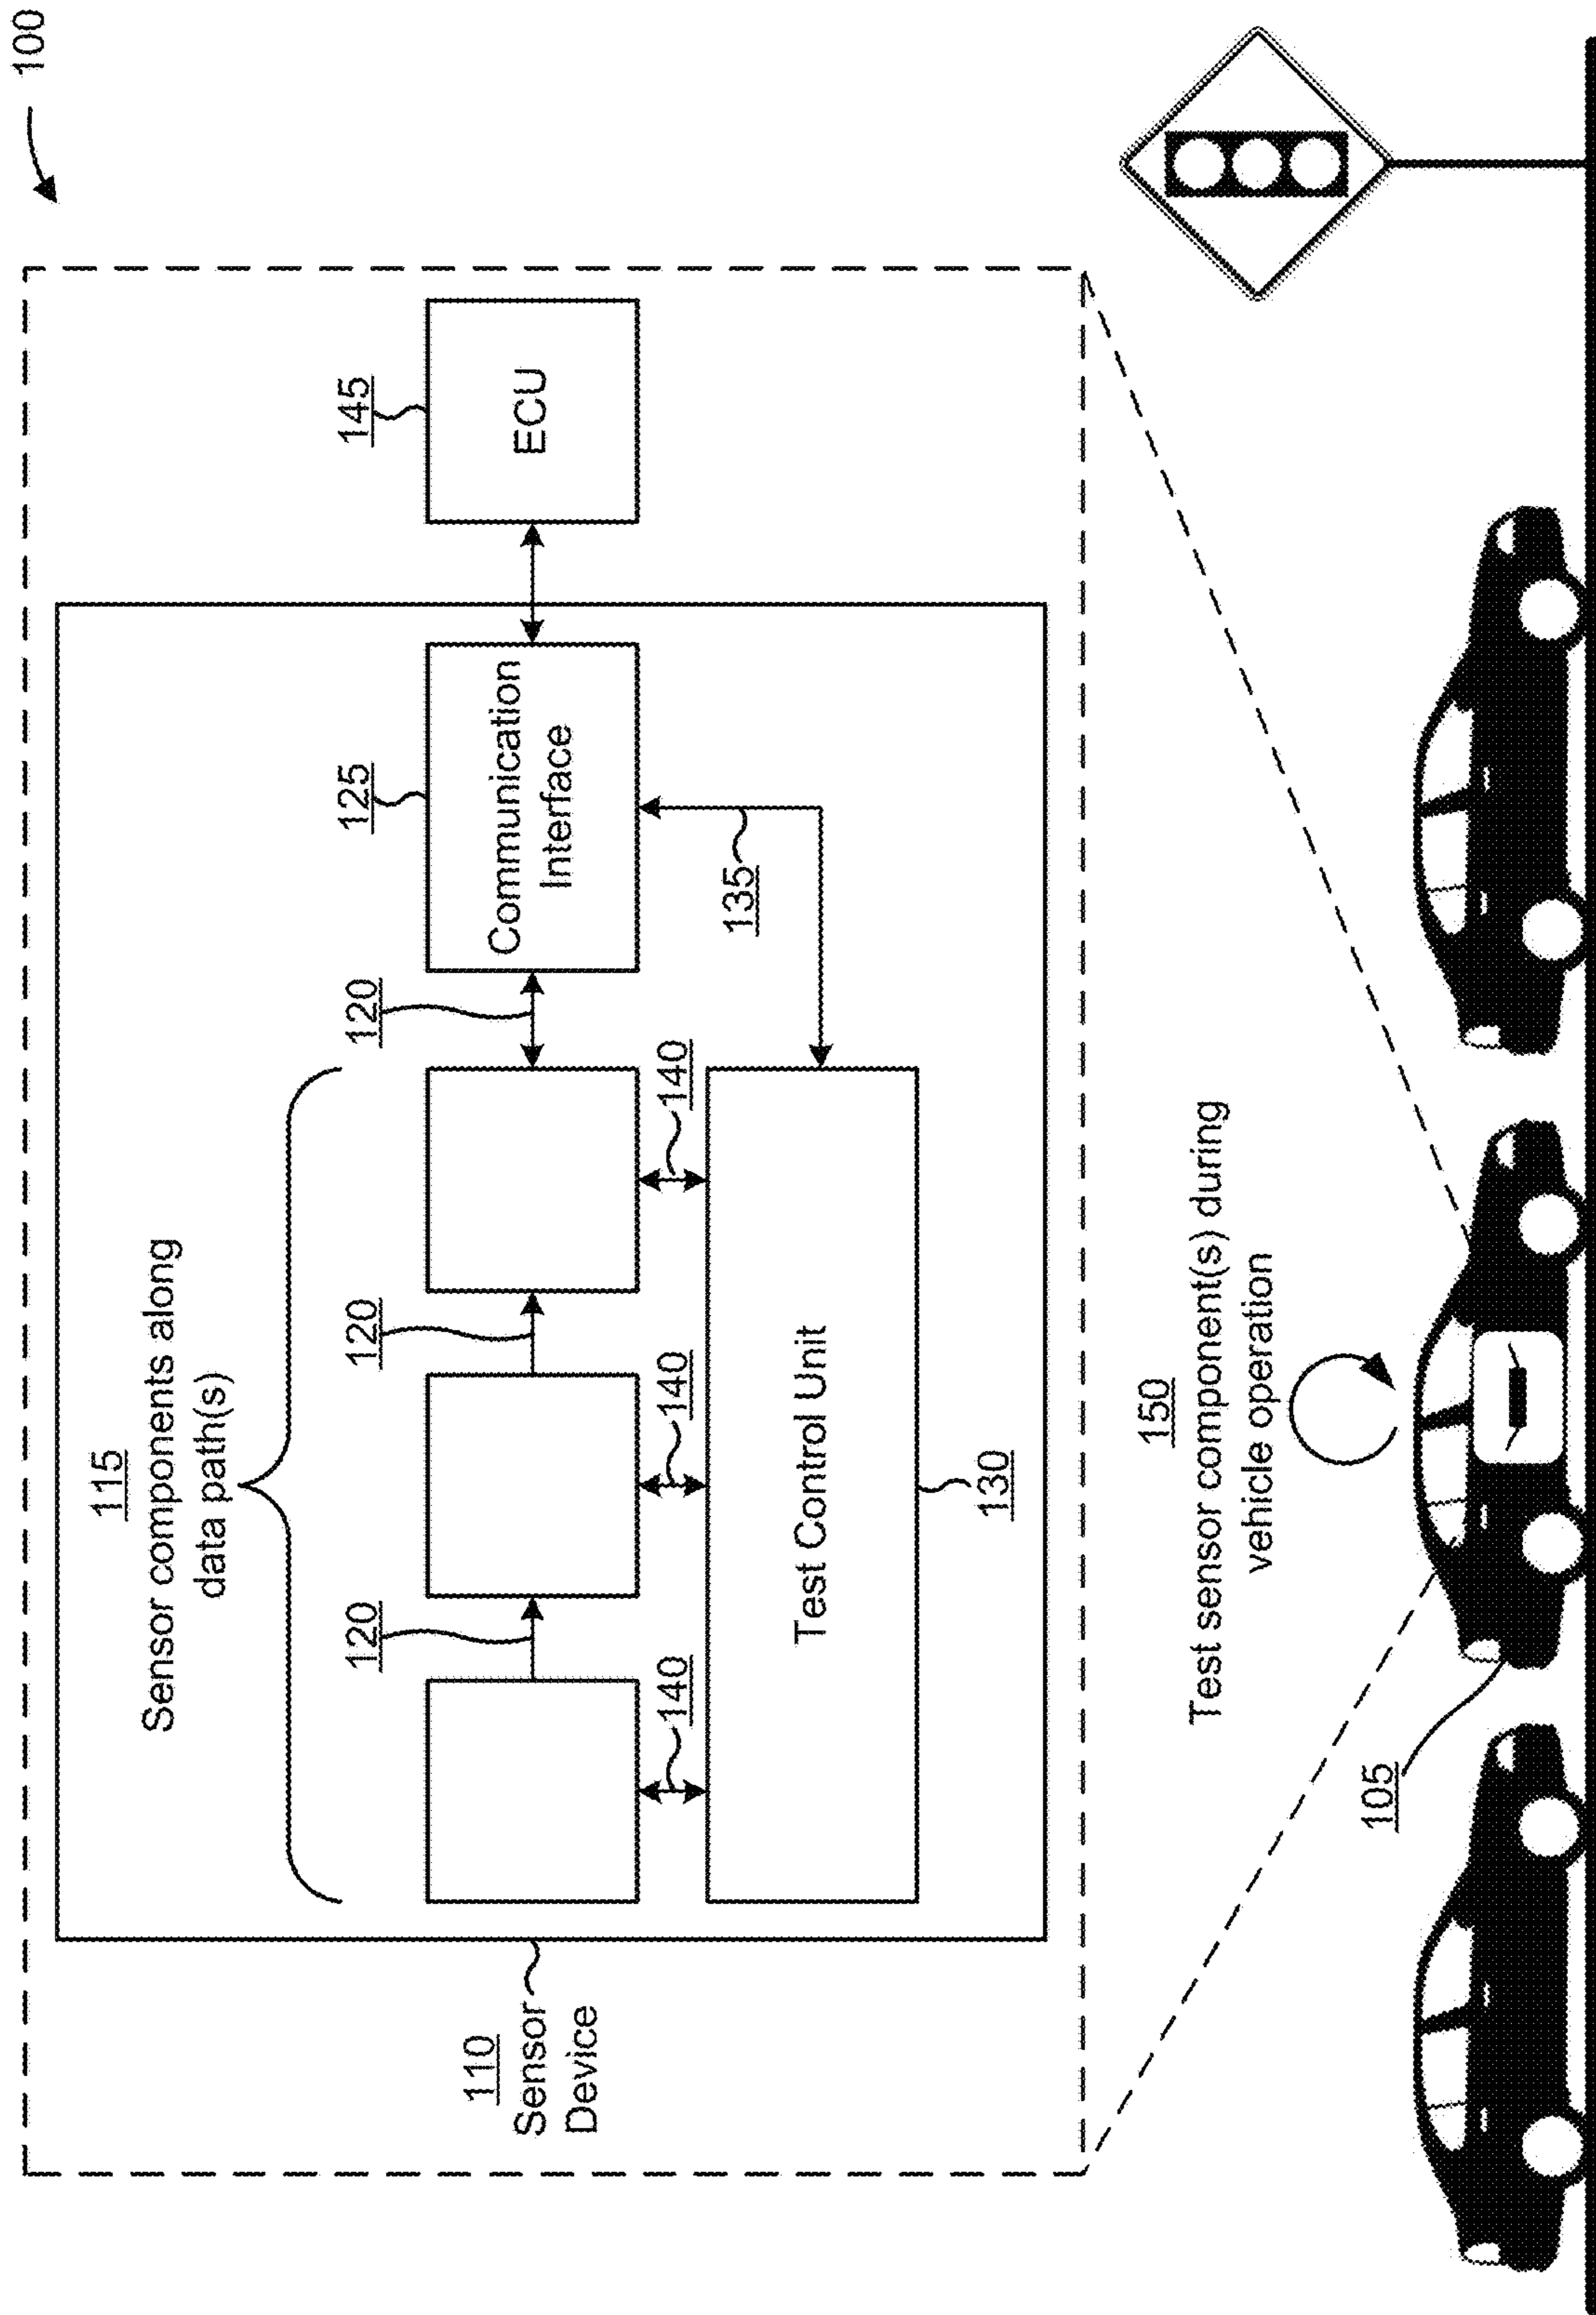 100
115
Sensor components along
data path(s)
110
Sensor
Device
120
120
120
125
145
Communication
Interface
ECU
140
140
140
135
Test Control Unit
130
150
Test sensor component(s) during
vehicle operation
105